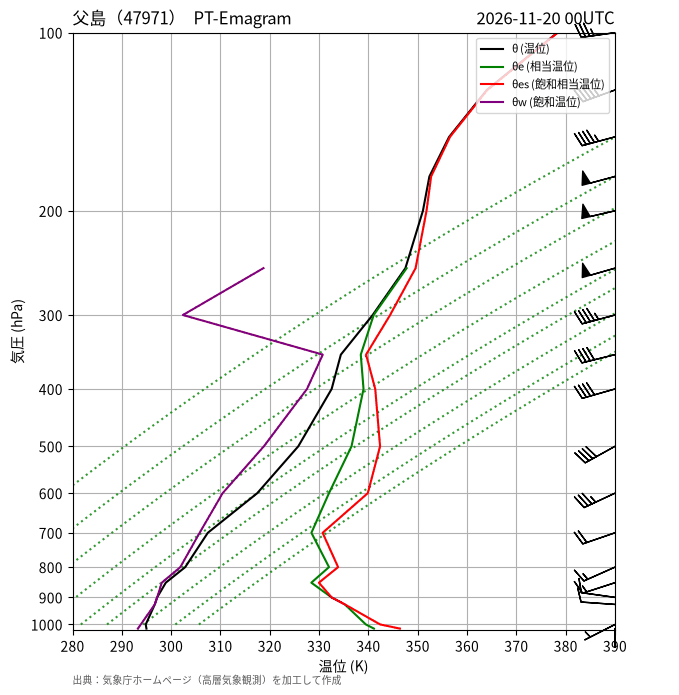 父島（47971） PT-Emagram
2026-11-20 00UTC
θ (温位)
θe (相当温位)
θes (飽和相当温位)
θw (飽和温位)
気圧 (hPa)
100
200
300
400
500
600
700
800
900
1000
280 290 300 310 320 330 340 350 360 370 380 390
温位 (K)
出典：気象庁ホームページ（高層気象観測）を加工して作成